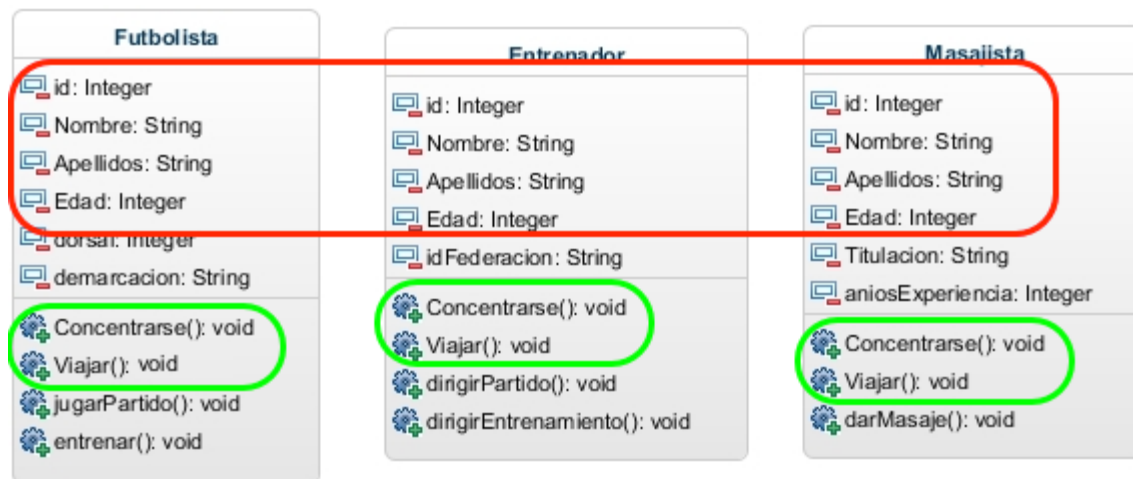 Futbolista
id: Integer
Nombre: String
Apellidos: String
Edad: Integer
dorsal: Integer
demarcacion: String
Concentrarse(): void
Viajar(): void
jugarPartido(): void
entrenar(): void
Entrenador
id: Integer
Nombre: String
Apellidos: String
Edad: Integer
idFederacion: String
Concentrarse(): void
Viajar(): void
dirigirPartido(): void
dirigirEntrenamiento(): void
Masajista
id: Integer
Nombre: String
Apellidos: String
Edad: Integer
Titulacion: String
aniosExperiencia: Integer
Concentrarse(): void
Viajar(): void
darMasaje(): void